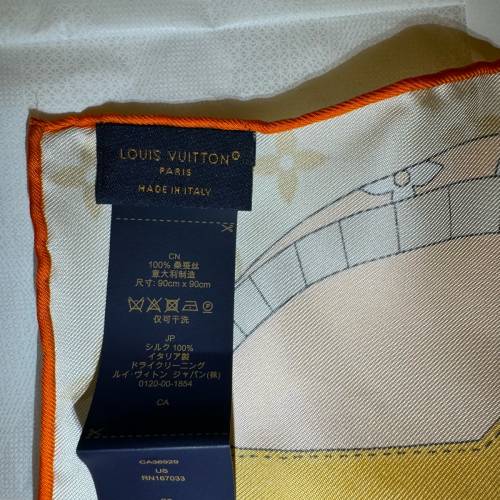 LOUIS VUITTON®
PARIS
MADE IN ITALY
CN
100% 桑蚕丝
意大利制造
尺寸: 90cm x 90cm
仅可干洗
JP
シルク 100%
イタリア製
ドライクリーニング
ルイ·ヴィトン ジャパン(株)
0120-00-1854
CA
CA36929
US
RN167033